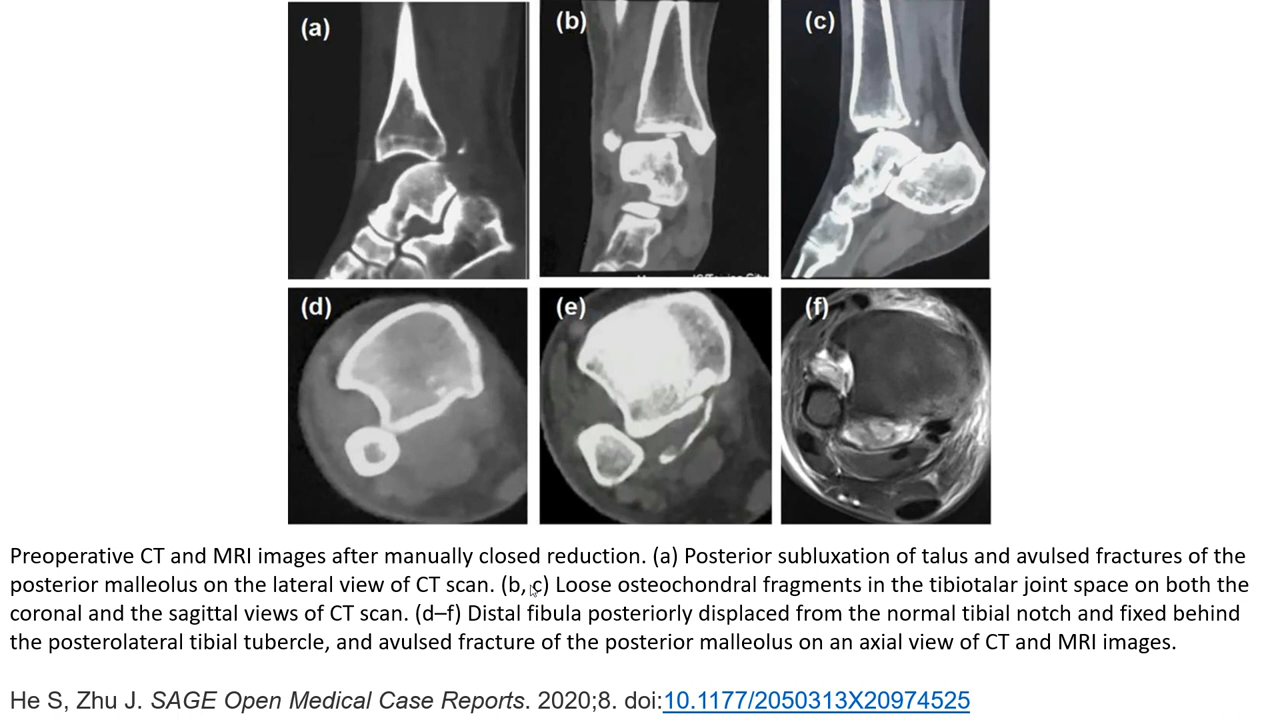 (a)
(b)
(c)
(d)
(e)
(f)
Preoperative CT and MRI images after manually closed reduction. (a) Posterior subluxation of talus and avulsed fractures of the
posterior malleolus on the lateral view of CT scan. (b, c) Loose osteochondral fragments in the tibiotalar joint space on both the
coronal and the sagittal views of CT scan. (d–f) Distal fibula posteriorly displaced from the normal tibial notch and fixed behind
the posterolateral tibial tubercle, and avulsed fracture of the posterior malleolus on an axial view of CT and MRI images.
He S, Zhu J. SAGE Open Medical Case Reports. 2020;8. doi:10.1177/2050313X20974525